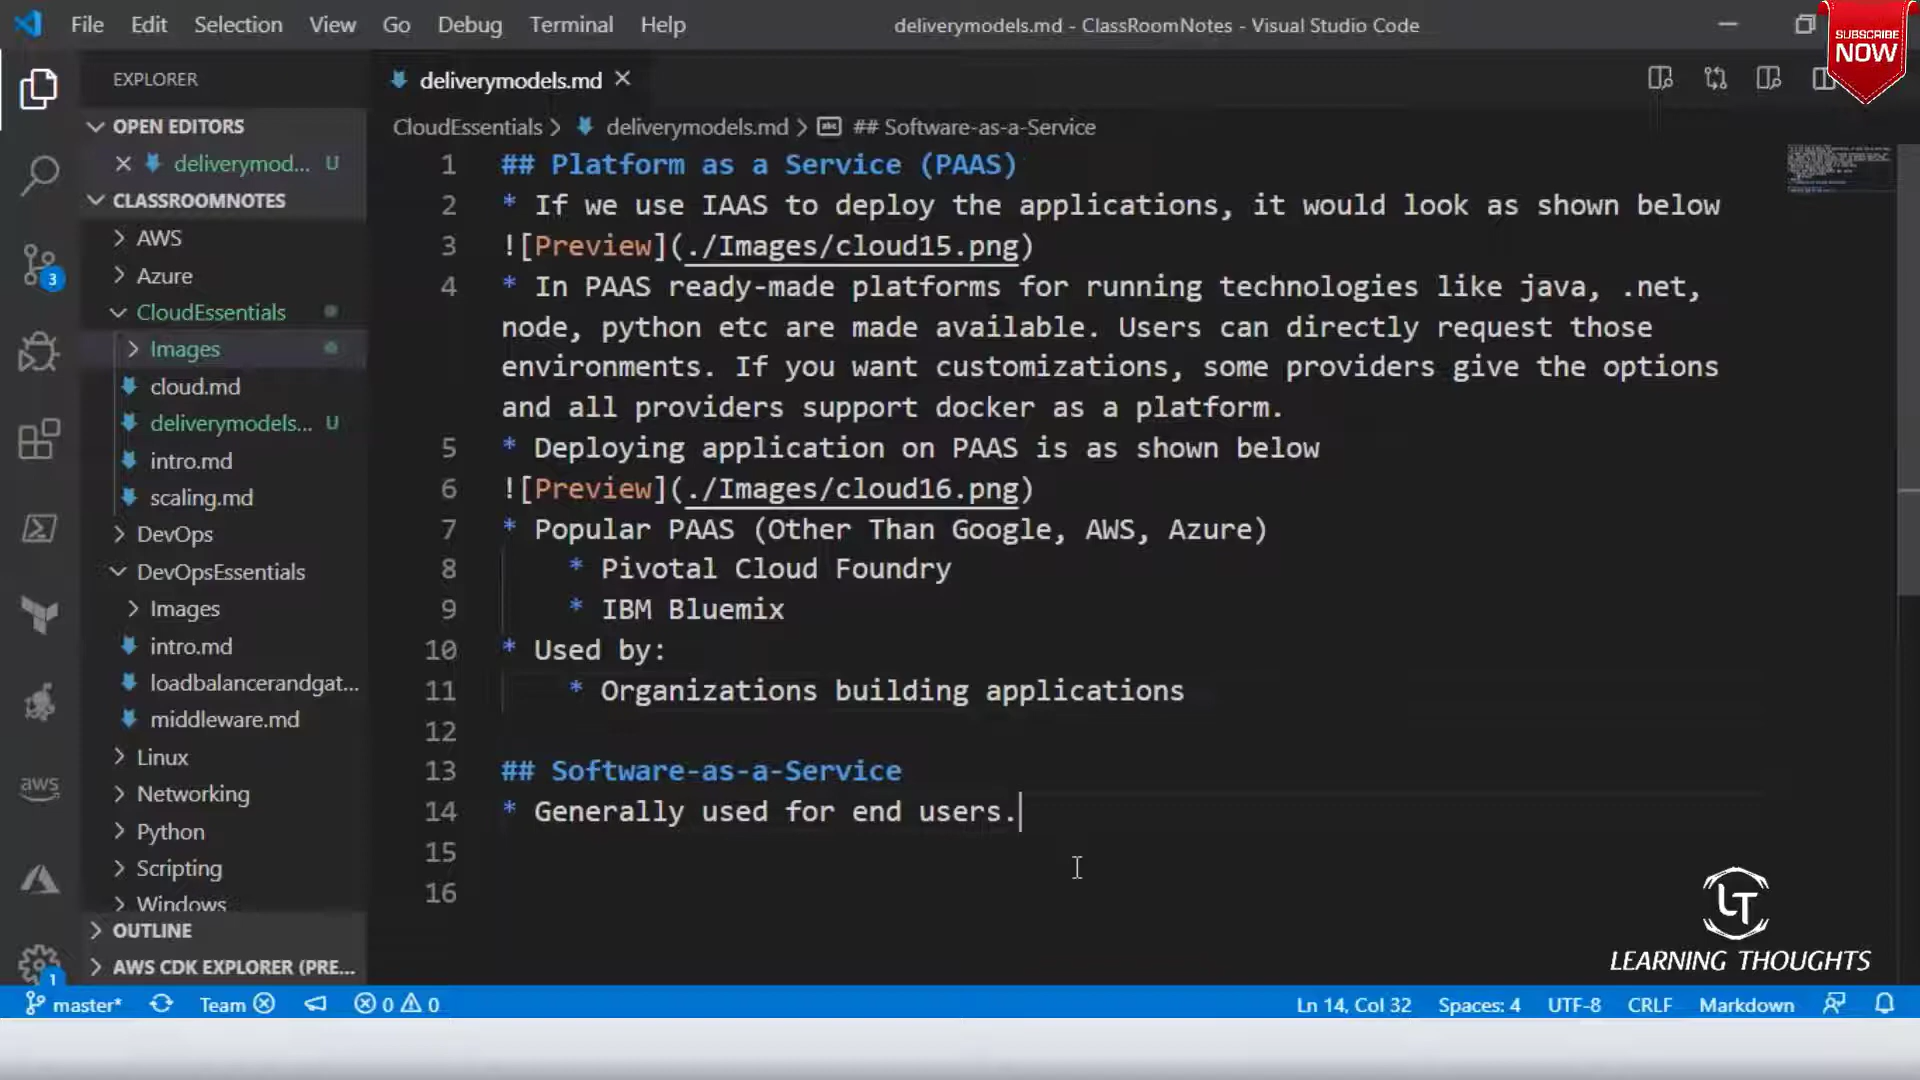 File Edit Selection View Go Debug Terminal Help deliverymodels.md - ClassRoomNotes - Visual Studio Code
SUBSCRIBE
NOW
EXPLORER
deliverymodels.md
OPEN EDITORS
deliverymod... U
CLASSROOMNOTES
AWS
Azure
CloudEssentials
Images
cloud.md
deliverymodels... U
intro.md
scaling.md
DevOps
DevOpsEssentials
Images
intro.md
loadbalancerandgat...
middleware.md
Linux
Networking
Python
Scripting
Windows
OUTLINE
AWS CDK EXPLORER (PRE...
3
aws
1
CloudEssentials > deliverymodels.md > abc ## Software-as-a-Service
1 ## Platform as a Service (PAAS)
2 * If we use IAAS to deploy the applications, it would look as shown below
3 ![Preview](./Images/cloud15.png)
4 * In PAAS ready-made platforms for running technologies like java, .net,
node, python etc are made available. Users can directly request those
environments. If you want customizations, some providers give the options
and all providers support docker as a platform.
5 * Deploying application on PAAS is as shown below
6 ![Preview](./Images/cloud16.png)
7 * Popular PAAS (Other Than Google, AWS, Azure)
8 * Pivotal Cloud Foundry
9 * IBM Bluemix
10 * Used by:
11 * Organizations building applications
12
13 ## Software-as-a-Service
14 * Generally used for end users.
15
16
LT
LEARNING THOUGHTS
master* Team 0 0 Ln 14, Col 32 Spaces: 4 UTF-8 CRLF Markdown